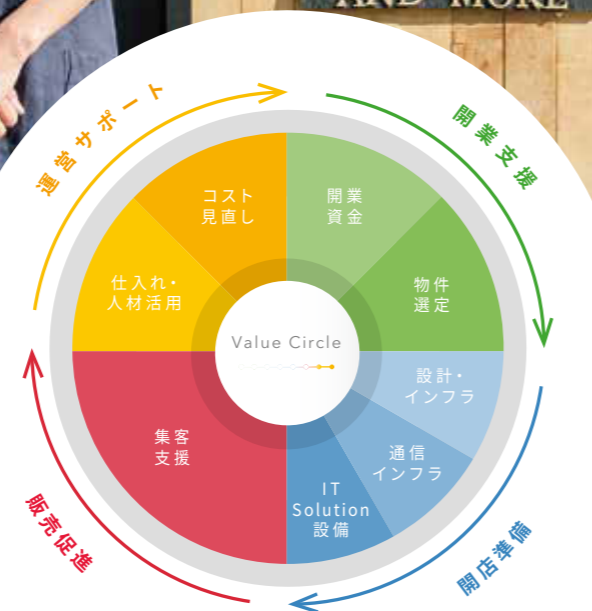 AND MORE
運営サポート
開業支援
コスト
見直し
開業
資金
仕入れ・
人材活用
物件
選定
Value Circle
設計・
インフラ
通信
インフラ
IT
Solution
設備
集客
支援
販売促進
開店準備